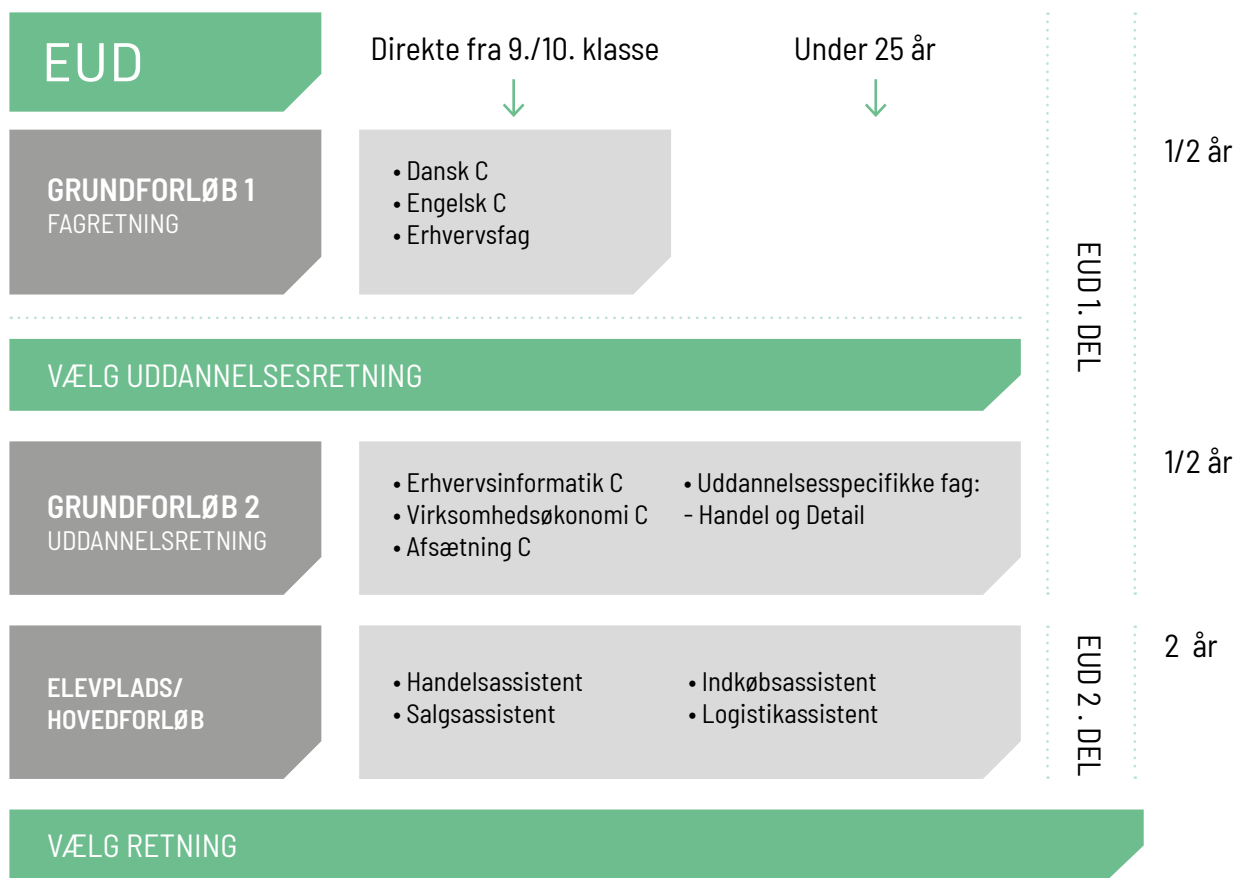 EUD
Direkte fra 9./10. klasse
Under 25 år
GRUNDFORLØB 1
FAGRETNING
• Dansk C
• Engelsk C
• Erhvervsfag
1/2 år
EUD 1. DEL
VÆLG UDDANNELSESRETNING
GRUNDFORLØB 2
UDDANNELSRETNING
• Erhvervsinformatik C
• Virksomhedsøkonomi C
• Afsætning C
• Uddannelsesspecifikke fag:
- Handel og Detail
1/2 år
ELEVPLADS/
HOVEDFORLØB
• Handelsassistent
• Salgsassistent
• Indkøbsassistent
• Logistikassistent
EUD 2 . DEL
2 år
VÆLG RETNING